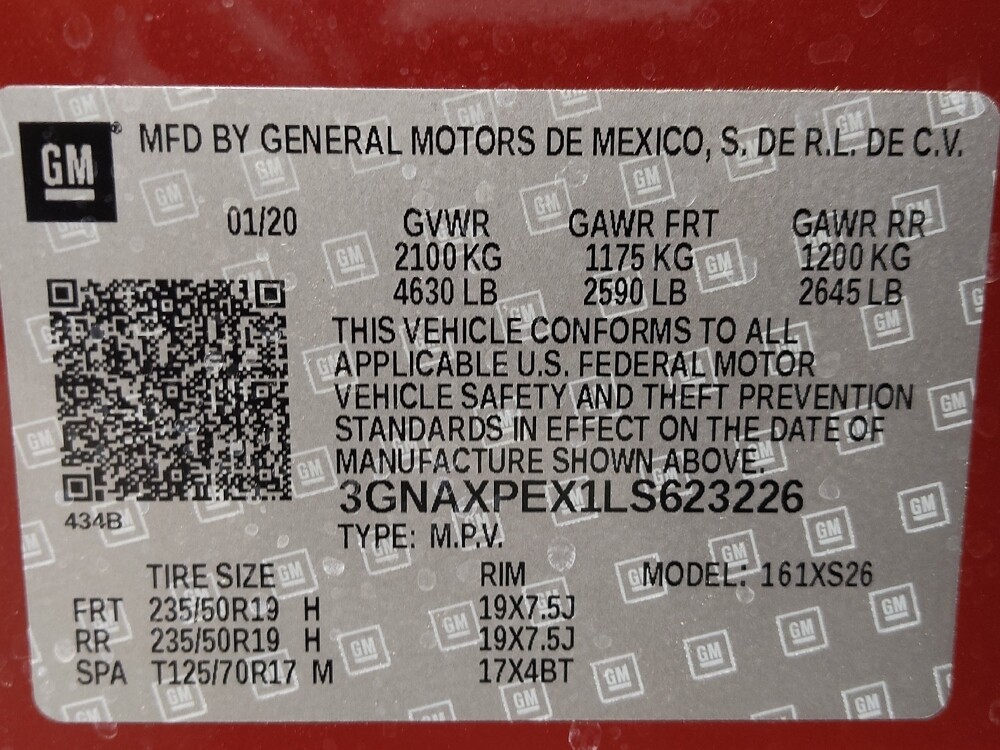 GM® MFD BY GENERAL MOTORS DE MEXICO, S. DE R.L. DE C.V.
01/20 GVWR GAWR FRT GAWR RR
2100 KG 1175 KG 1200 KG
4630 LB 2590 LB 2645 LB
THIS VEHICLE CONFORMS TO ALL
APPLICABLE U.S. FEDERAL MOTOR
VEHICLE SAFETY AND THEFT PREVENTION
STANDARDS IN EFFECT ON THE DATE OF
MANUFACTURE SHOWN ABOVE.
3GNAXPEX1LS623226
434B
TYPE: M.P.V.
TIRE SIZE RIM MODEL: 161XS26
FRT 235/50R19 H 19X7.5J
RR 235/50R19 H 19X7.5J
SPA T125/70R17 M 17X4BT